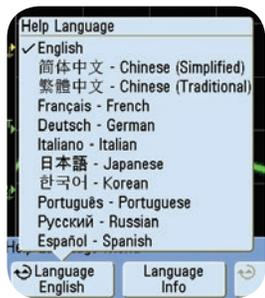 Help Language
✓ English
简体中文 - Chinese (Simplified)
繁體中文 - Chinese (Traditional)
Français - French
Deutsch - German
Italiano - Italian
日本語 - Japanese
한국어 - Korean
Português - Portuguese
Русский - Russian
Español - Spanish
Language
English
Language
Info